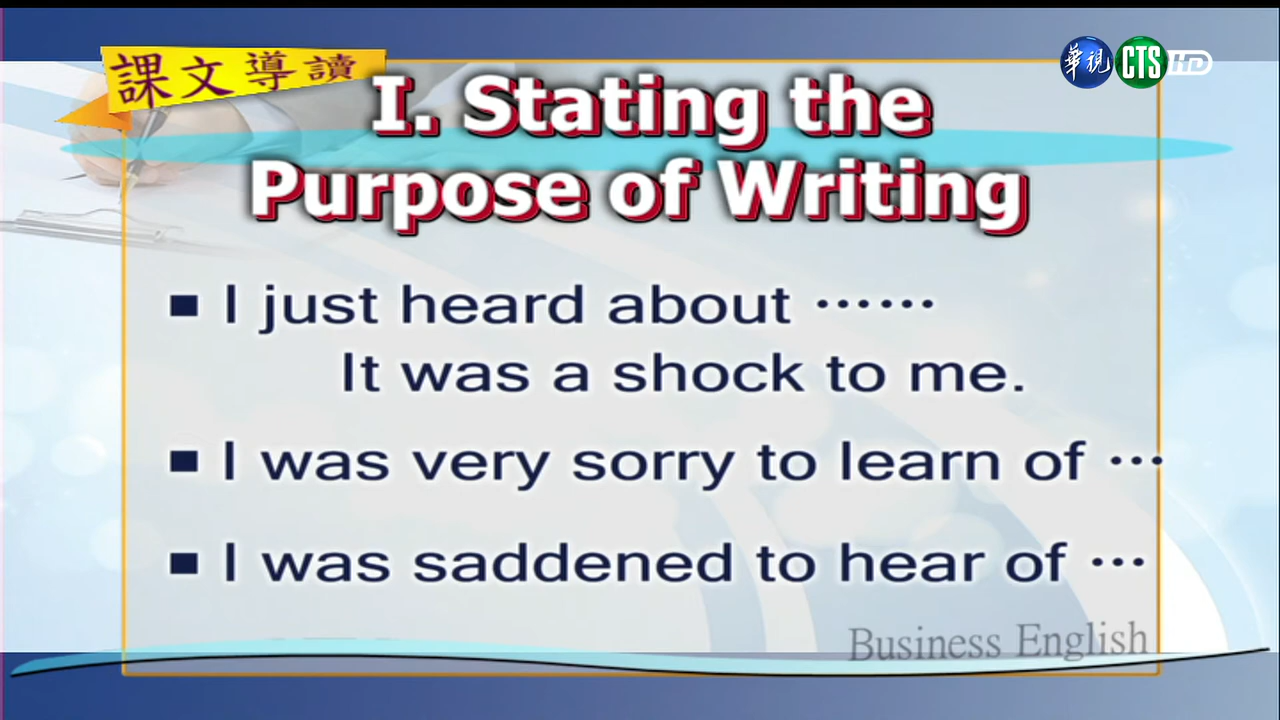 課文導讀
華視 CTS HD
I. Stating the
Purpose of Writing
■ I just heard about ⋯⋯
It was a shock to me.
■ I was very sorry to learn of ⋯
■ I was saddened to hear of ⋯
Business English